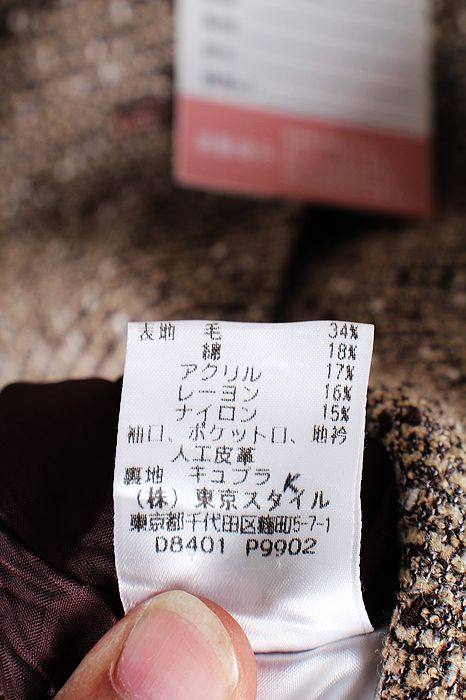 表地 毛 34%
綿 18%
アクリル 17%
レーヨン 16%
ナイロン 15%
袖口、ポケット口、地衿
人工皮革
裏地 キュプラ K
(株) 東京スタイル
東京都千代田区麹町5-7-1
D8401 P9902